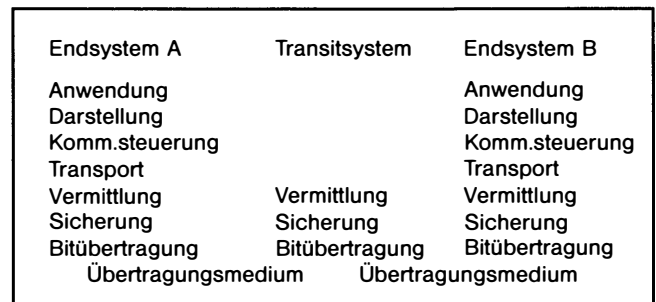 Endsystem A Transitsystem Endsystem B
Anwendung Anwendung
Darstellung Darstellung
Komm.steuerung Komm.steuerung
Transport Transport
Vermittlung Vermittlung Vermittlung
Sicherung Sicherung Sicherung
Bitübertragung Bitübertragung Bitübertragung
Übertragungsmedium Übertragungsmedium